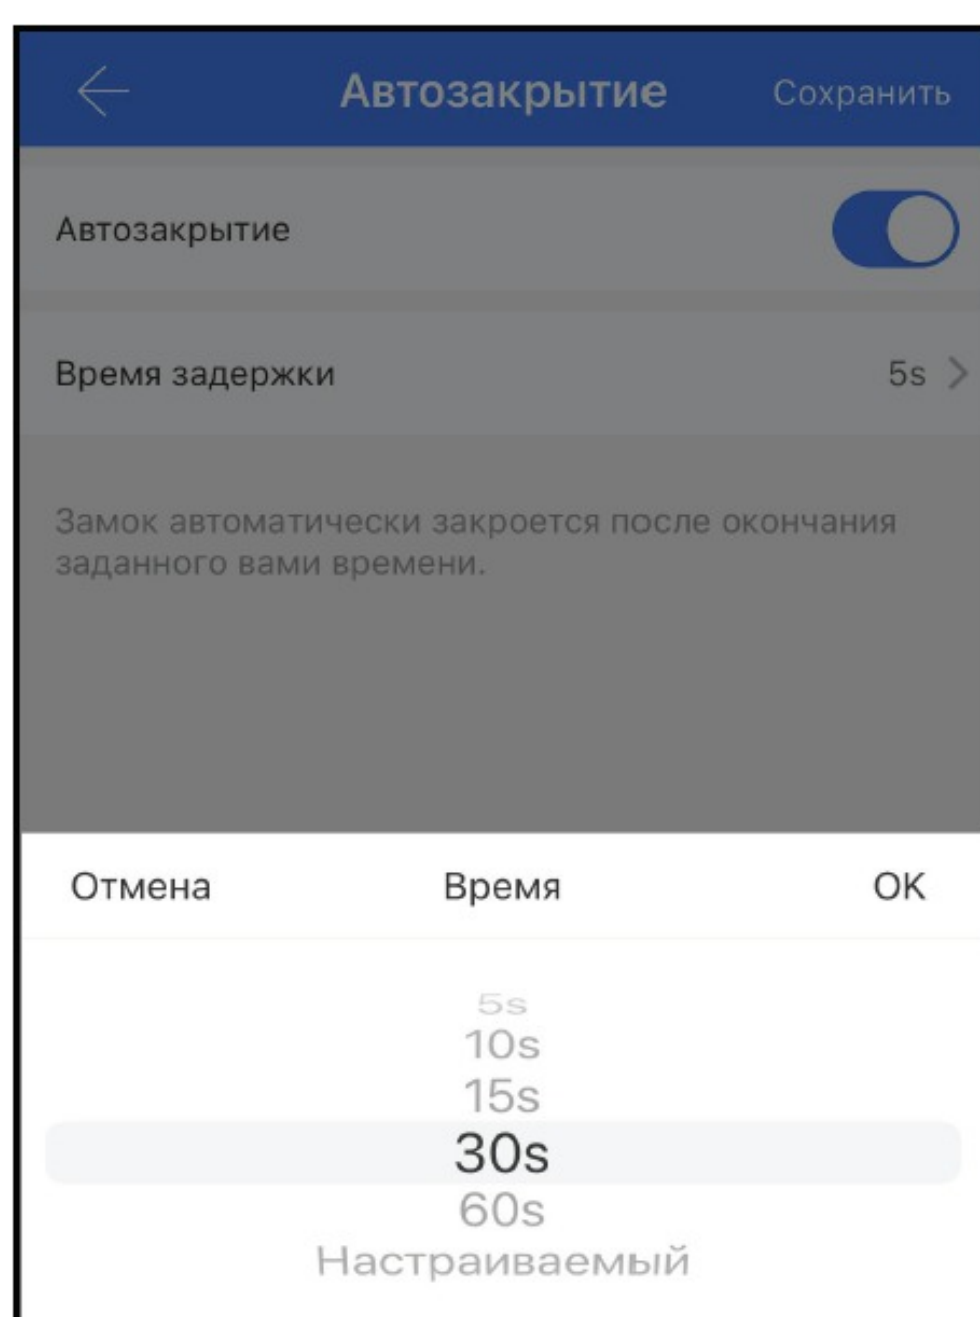 Автозакрытие Сохранить
Автозакрытие
Время задержки 5s
Замок автоматически закроется после окончания
заданного вами времени.
Отмена Время OK
5s
10s
15s
30s
60s
Настраиваемый